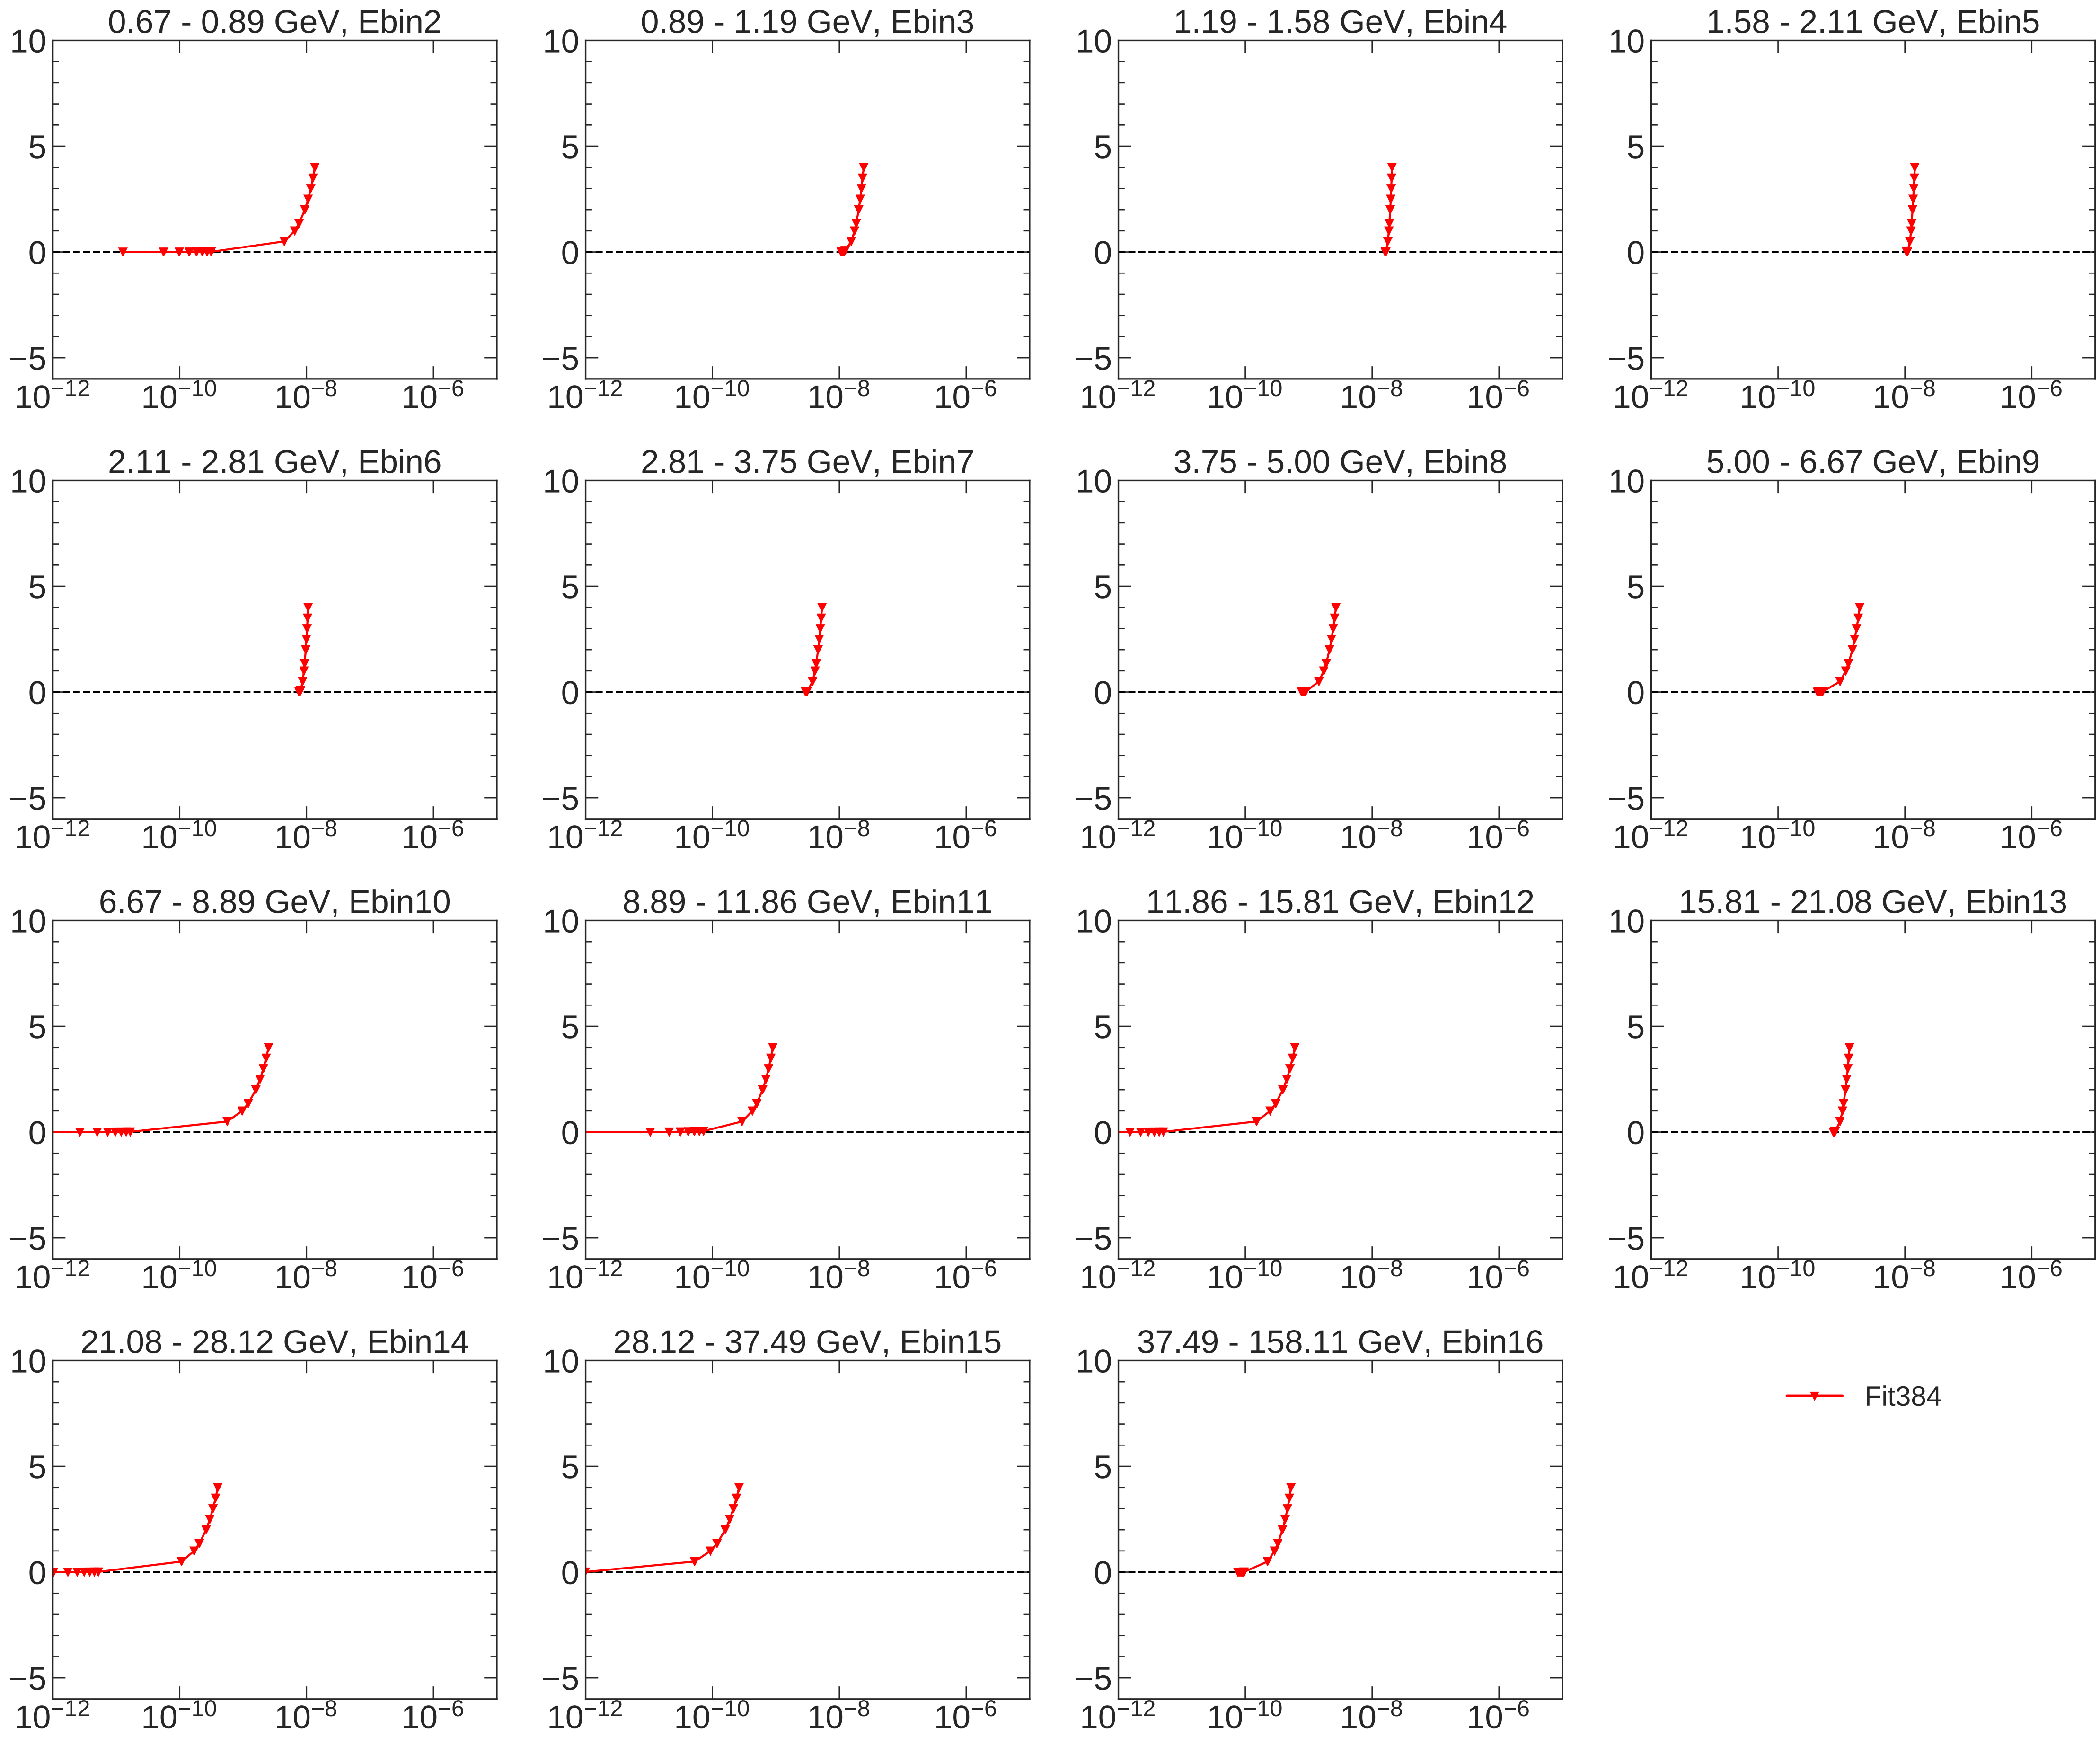 0.67 - 0.89 GeV, Ebin2
0.89 - 1.19 GeV, Ebin3
1.19 - 1.58 GeV, Ebin4
1.58 - 2.11 GeV, Ebin5
10 10 10 10
5 5 5 5
0 0 0 0
−5 −5 −5 −5
10⁻¹² 10⁻¹⁰ 10⁻⁸ 10⁻⁶ 10⁻¹² 10⁻¹⁰ 10⁻⁸ 10⁻⁶ 10⁻¹² 10⁻¹⁰ 10⁻⁸ 10⁻⁶ 10⁻¹² 10⁻¹⁰ 10⁻⁸ 10⁻⁶
2.11 - 2.81 GeV, Ebin6
2.81 - 3.75 GeV, Ebin7
3.75 - 5.00 GeV, Ebin8
5.00 - 6.67 GeV, Ebin9
10 10 10 10
5 5 5 5
0 0 0 0
−5 −5 −5 −5
10⁻¹² 10⁻¹⁰ 10⁻⁸ 10⁻⁶ 10⁻¹² 10⁻¹⁰ 10⁻⁸ 10⁻⁶ 10⁻¹² 10⁻¹⁰ 10⁻⁸ 10⁻⁶ 10⁻¹² 10⁻¹⁰ 10⁻⁸ 10⁻⁶
6.67 - 8.89 GeV, Ebin10
8.89 - 11.86 GeV, Ebin11
11.86 - 15.81 GeV, Ebin12
15.81 - 21.08 GeV, Ebin13
10 10 10 10
5 5 5 5
0 0 0 0
−5 −5 −5 −5
10⁻¹² 10⁻¹⁰ 10⁻⁸ 10⁻⁶ 10⁻¹² 10⁻¹⁰ 10⁻⁸ 10⁻⁶ 10⁻¹² 10⁻¹⁰ 10⁻⁸ 10⁻⁶ 10⁻¹² 10⁻¹⁰ 10⁻⁸ 10⁻⁶
21.08 - 28.12 GeV, Ebin14
28.12 - 37.49 GeV, Ebin15
37.49 - 158.11 GeV, Ebin16
10 10 10
Fit384
5 5 5
0 0 0
−5 −5 −5
10⁻¹² 10⁻¹⁰ 10⁻⁸ 10⁻⁶ 10⁻¹² 10⁻¹⁰ 10⁻⁸ 10⁻⁶ 10⁻¹² 10⁻¹⁰ 10⁻⁸ 10⁻⁶